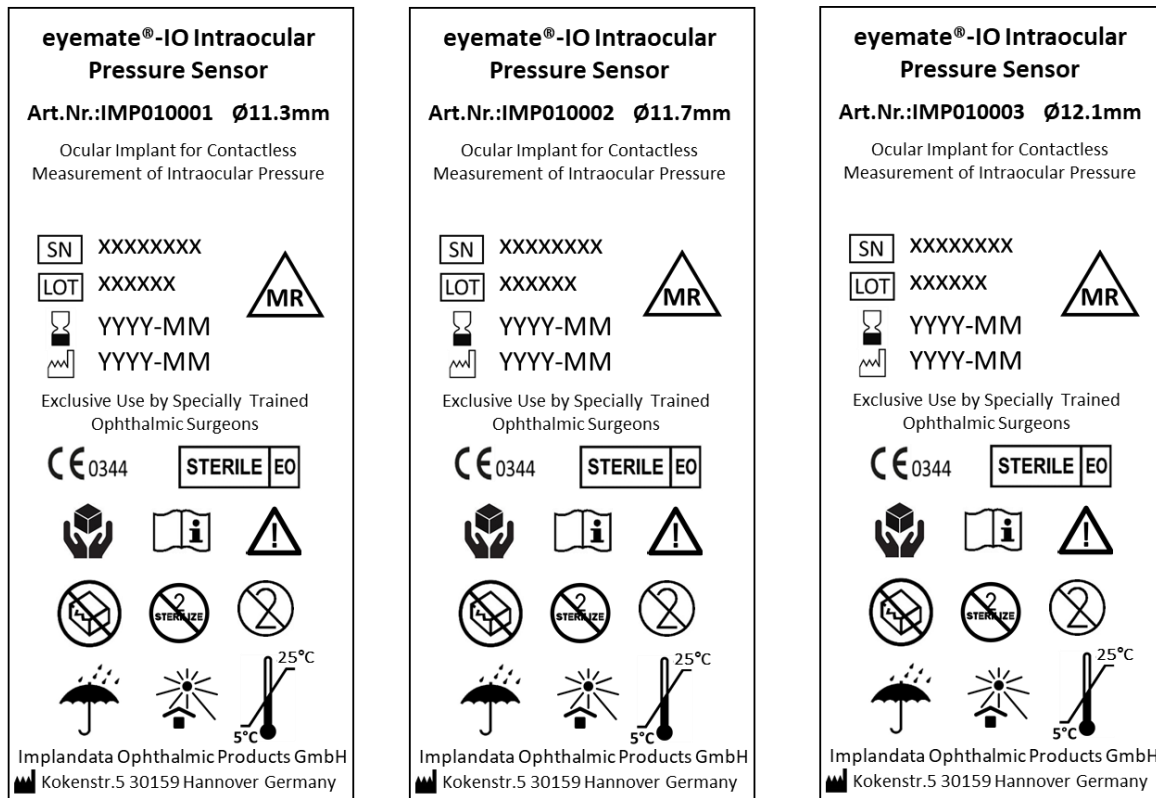 eyemate®-IO Intraocular
Pressure Sensor
Art.Nr.:IMP010001 Ø11.3mm
Ocular Implant for Contactless
Measurement of Intraocular Pressure
SN XXXXXXXX
LOT XXXXXX
MR
YYYY-MM
YYYY-MM
Exclusive Use by Specially Trained
Ophthalmic Surgeons
CE 0344 STERILE EO
i !
2
STERILIZE
2
25°C
5°C
Implandata Ophthalmic Products GmbH
Kokenstr.5 30159 Hannover Germany
eyemate®-IO Intraocular
Pressure Sensor
Art.Nr.:IMP010002 Ø11.7mm
Ocular Implant for Contactless
Measurement of Intraocular Pressure
SN XXXXXXXX
LOT XXXXXX
MR
YYYY-MM
YYYY-MM
Exclusive Use by Specially Trained
Ophthalmic Surgeons
CE 0344 STERILE EO
i !
2
STERILIZE
2
25°C
5°C
Implandata Ophthalmic Products GmbH
Kokenstr.5 30159 Hannover Germany
eyemate®-IO Intraocular
Pressure Sensor
Art.Nr.:IMP010003 Ø12.1mm
Ocular Implant for Contactless
Measurement of Intraocular Pressure
SN XXXXXXXX
LOT XXXXXX
MR
YYYY-MM
YYYY-MM
Exclusive Use by Specially Trained
Ophthalmic Surgeons
CE 0344 STERILE EO
i !
2
STERILIZE
2
25°C
5°C
Implandata Ophthalmic Products GmbH
Kokenstr.5 30159 Hannover Germany